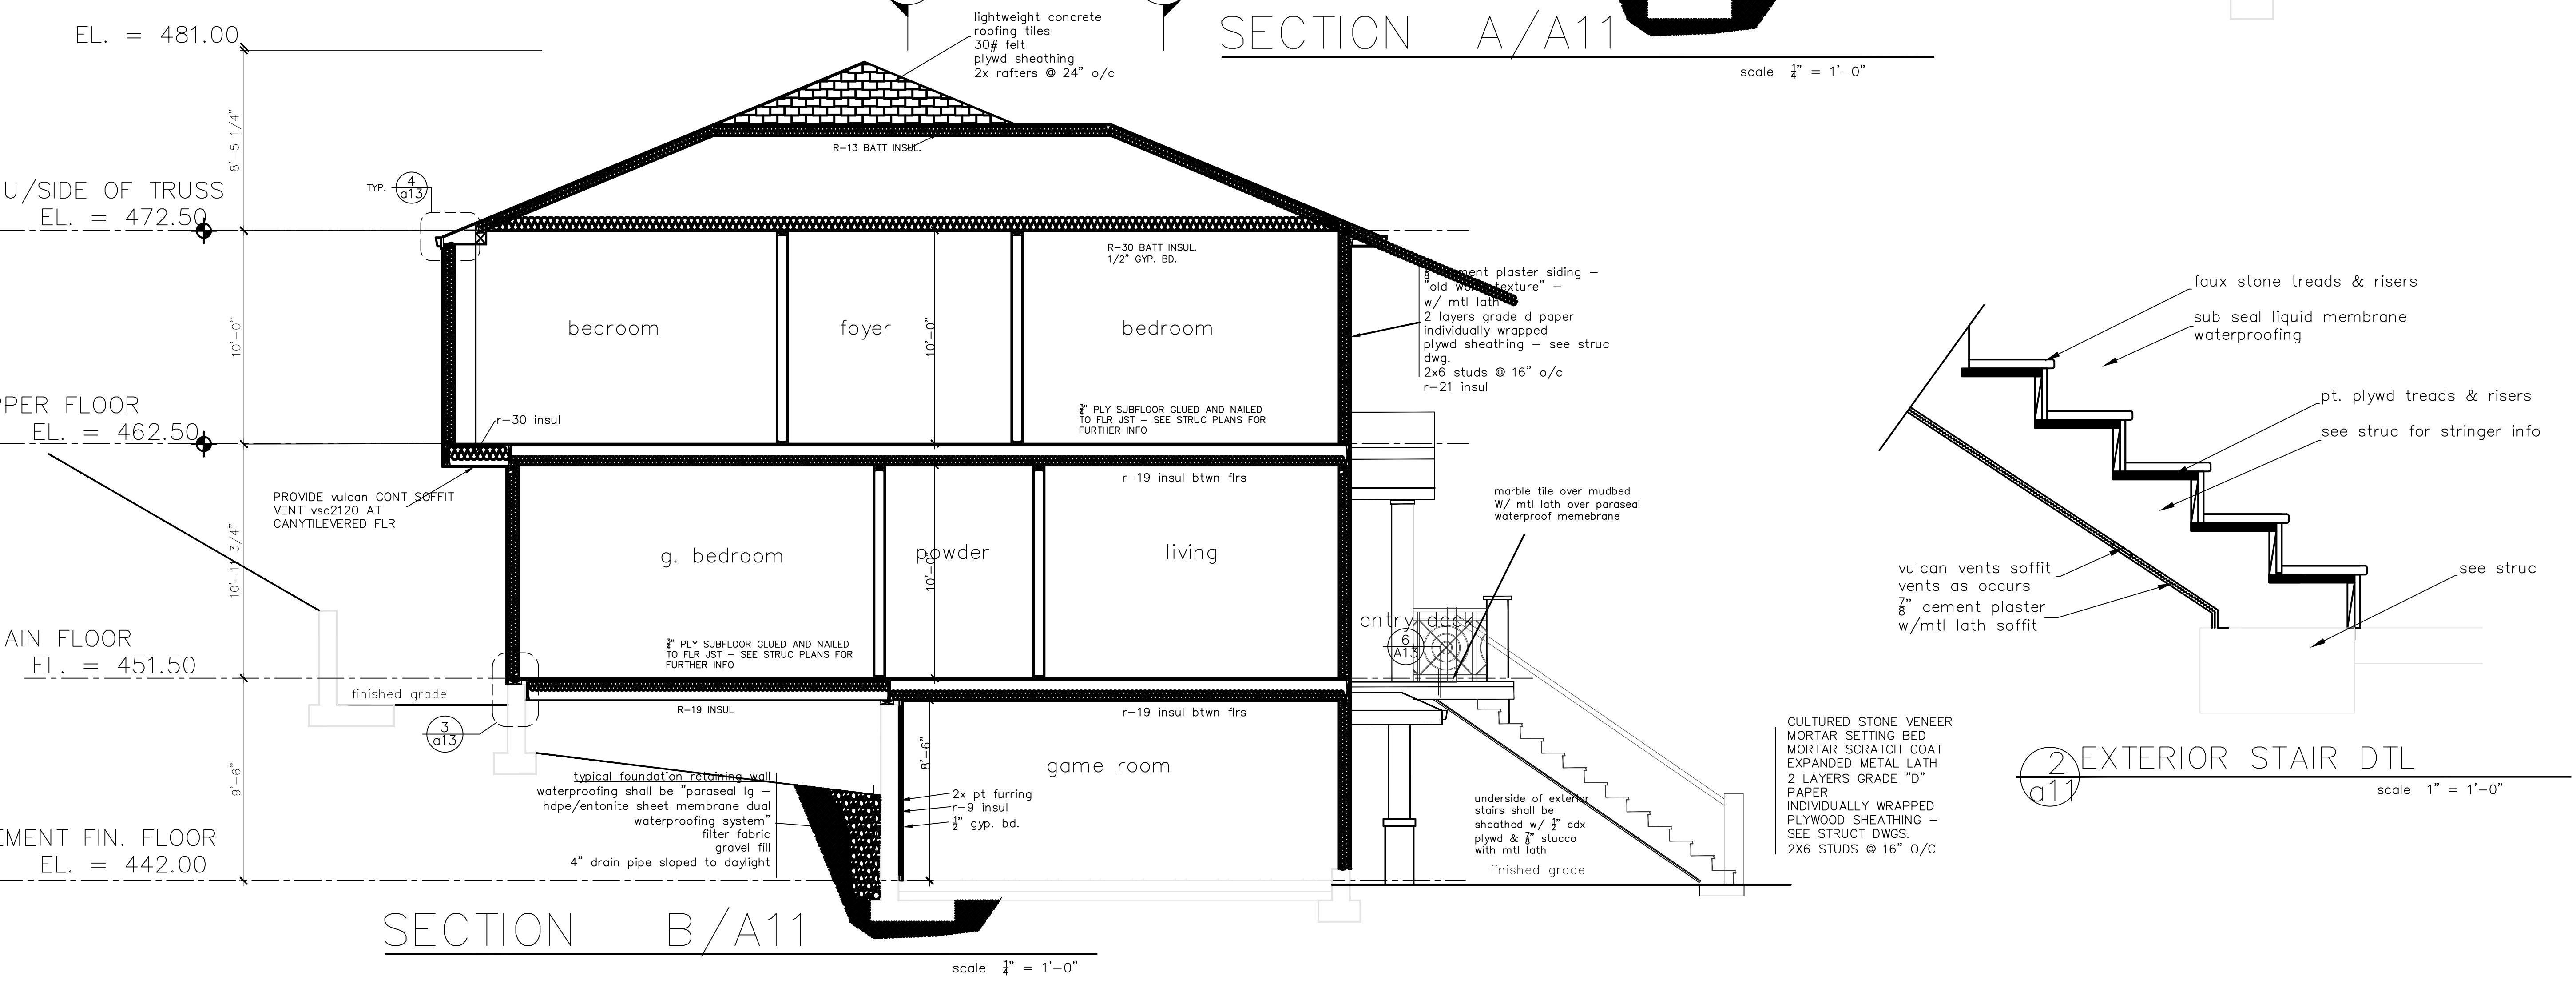 EL. = 481.00
lightweight concrete
roofing tiles
30# felt
plywd sheathing
2x rafters @ 24" o/c
SECTION A/A11
scale ¼" = 1'-0"
8'-5 1/4"
R-13 BATT INSUL.
U/SIDE OF TRUSS
EL. = 472.50
TYP.
4
a13
R-30 BATT INSUL.
1/2" GYP. BD.
cement plaster siding -
"old world texture" -
w/ mtl lath
2 layers grade d paper
individually wrapped
plywd sheathing - see struc
dwg.
2x6 studs @ 16" o/c
r-21 insul
10'-0"
bedroom
foyer
10'-0"
bedroom
PPER FLOOR
EL. = 462.50
r-30 insul
¾" PLY SUBFLOOR GLUED AND NAILED
TO FLR JST - SEE STRUC PLANS FOR
FURTHER INFO
r-19 insul btwn flrs
PROVIDE vulcan CONT SOFFIT
VENT vsc2120 AT
CANYTILEVERED FLR
10'-1 3/4"
g. bedroom
powder
10'-0"
living
marble tile over mudbed
W/ mtl lath over paraseal
waterproof memebrane
entry deck
6
A13
AIN FLOOR
EL. = 451.50
¾" PLY SUBFLOOR GLUED AND NAILED
TO FLR JST - SEE STRUC PLANS FOR
FURTHER INFO
finished grade
3
a13
R-19 INSUL
r-19 insul btwn flrs
9'-6"
8'-6"
game room
typical foundation retaining wall
waterproofing shall be "paraseal lg -
hdpe/entonite sheet membrane dual
waterproofing system"
filter fabric
gravel fill
4" drain pipe sloped to daylight
2x pt furring
r-9 insul
½" gyp. bd.
underside of exterior
stairs shall be
sheathed w/ ½" cdx
plywd & ⅞" stucco
with mtl lath
finished grade
EMENT FIN. FLOOR
EL. = 442.00
SECTION B/A11
scale ¼" = 1'-0"
CULTURED STONE VENEER
MORTAR SETTING BED
MORTAR SCRATCH COAT
EXPANDED METAL LATH
2 LAYERS GRADE "D"
PAPER
INDIVIDUALLY WRAPPED
PLYWOOD SHEATHING -
SEE STRUCT DWGS.
2X6 STUDS @ 16" O/C
faux stone treads & risers
sub seal liquid membrane
waterproofing
pt. plywd treads & risers
see struc for stringer info
vulcan vents soffit
vents as occurs
⅞" cement plaster
w/mtl lath soffit
see struc
2
a11
EXTERIOR STAIR DTL
scale 1" = 1'-0"